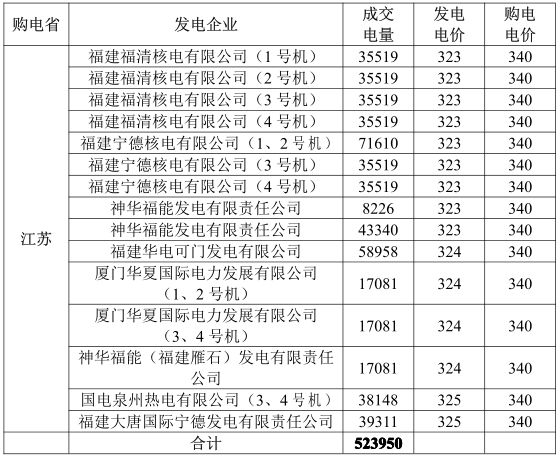 购电省 发电企业 成交电量 发电电价 购电电价
福建福清核电有限公司（1 号机） 35519 323 340
福建福清核电有限公司（2 号机） 35519 323 340
福建福清核电有限公司（3 号机） 35519 323 340
福建福清核电有限公司（4 号机） 35519 323 340
福建宁德核电有限公司（1、2 号机） 71610 323 340
福建宁德核电有限公司（3 号机） 35519 323 340
福建宁德核电有限公司（4 号机） 35519 323 340
神华福能发电有限责任公司 8226 323 340
江苏 神华福能发电有限责任公司 43340 323 340
福建华电可门发电有限公司 58958 324 340
厦门华夏国际电力发展有限公司
（1、2 号机） 17081 324 340
厦门华夏国际电力发展有限公司
（3、4 号机） 17081 324 340
神华福能（福建雁石）发电有限责任
公司 17081 324 340
国电泉州热电有限公司（3、4 号机） 38148 325 340
福建大唐国际宁德发电有限责任公司 39311 325 340
合计 523950